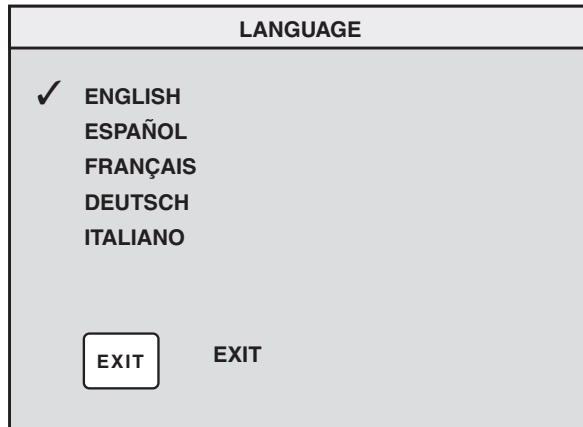 LANGUAGE
✓ ENGLISH
ESPAÑOL
FRANÇAIS
DEUTSCH
ITALIANO
EXIT EXIT